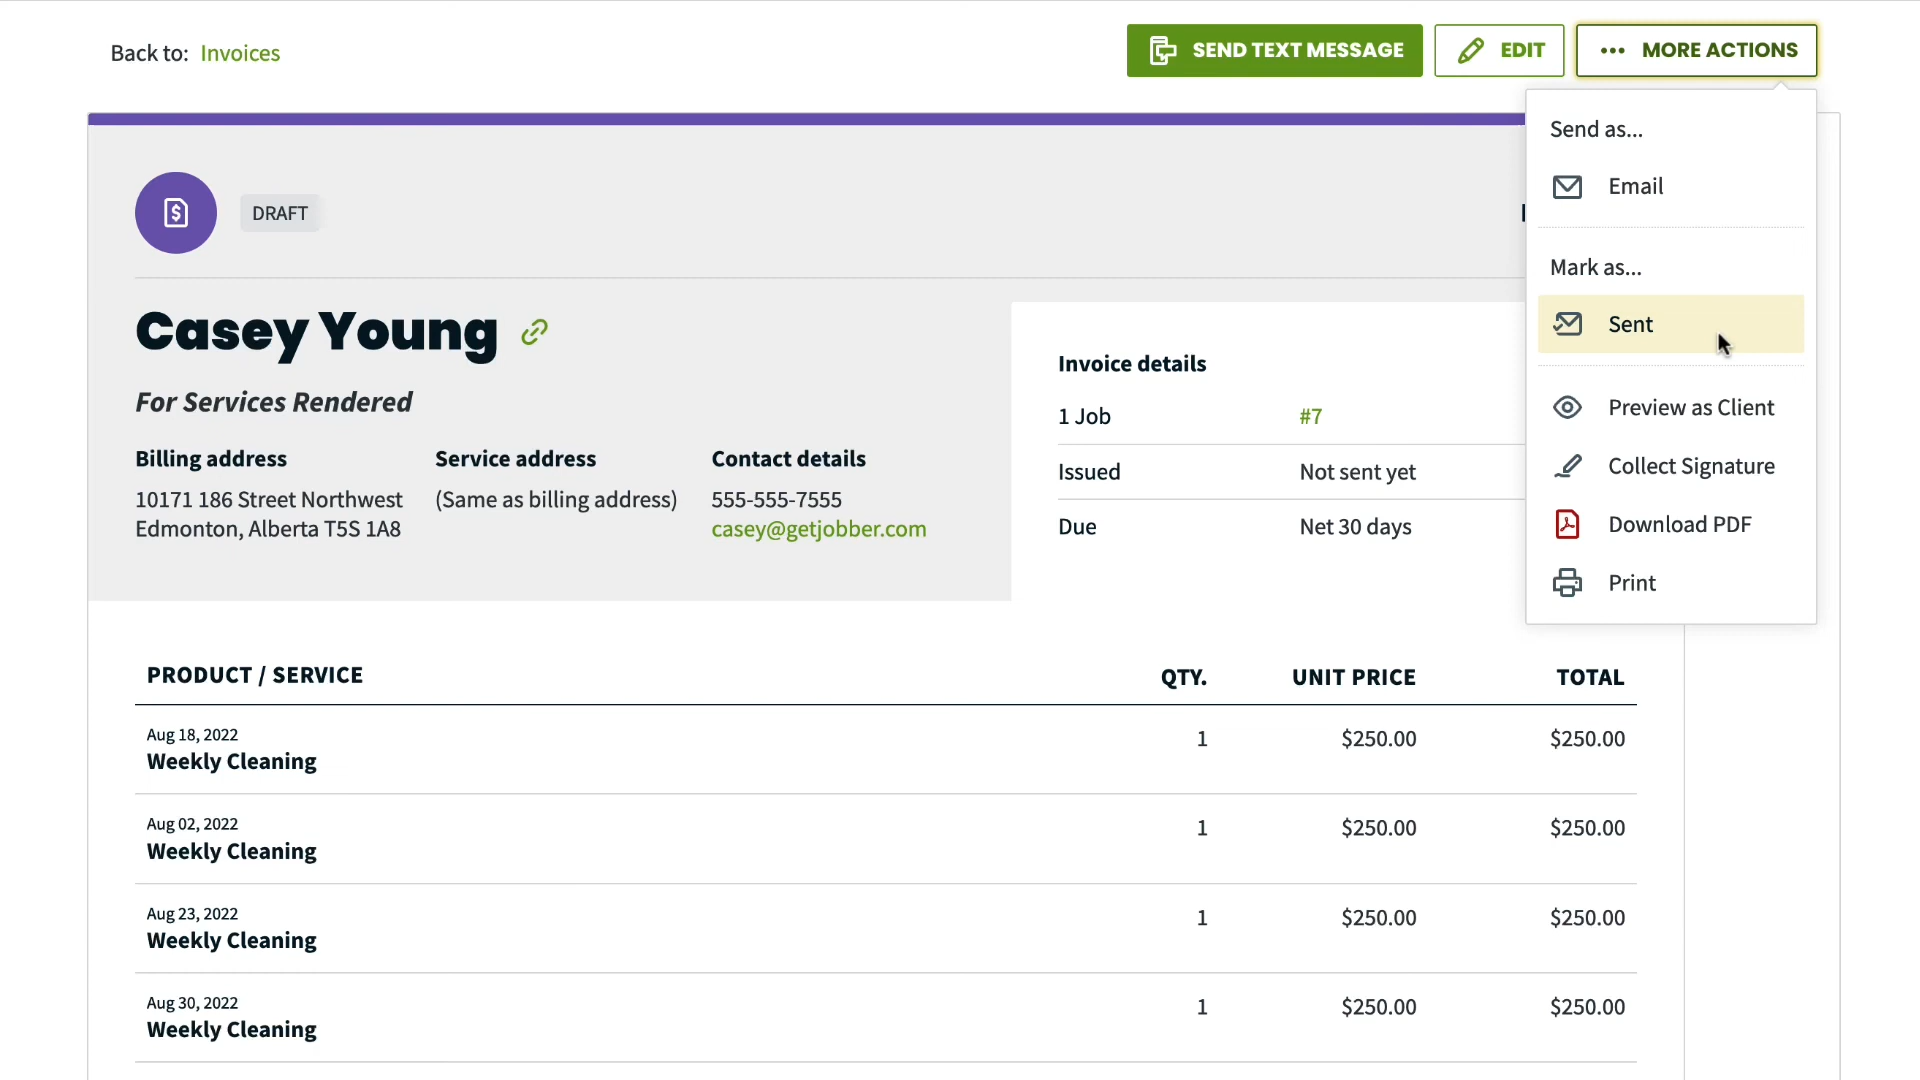 Back to: Invoices
SEND TEXT MESSAGE
EDIT
MORE ACTIONS
Send as...
Email
Mark as...
Sent
Preview as Client
Collect Signature
Download PDF
Print
DRAFT
Casey Young
For Services Rendered
Billing address
10171 186 Street Northwest
Edmonton, Alberta T5S 1A8
Service address
(Same as billing address)
Contact details
555-555-7555
casey@getjobber.com
Invoice details
1 Job #7
Issued Not sent yet
Due Net 30 days
PRODUCT / SERVICE QTY. UNIT PRICE TOTAL
Aug 18, 2022
Weekly Cleaning 1 $250.00 $250.00
Aug 02, 2022
Weekly Cleaning 1 $250.00 $250.00
Aug 23, 2022
Weekly Cleaning 1 $250.00 $250.00
Aug 30, 2022
Weekly Cleaning 1 $250.00 $250.00